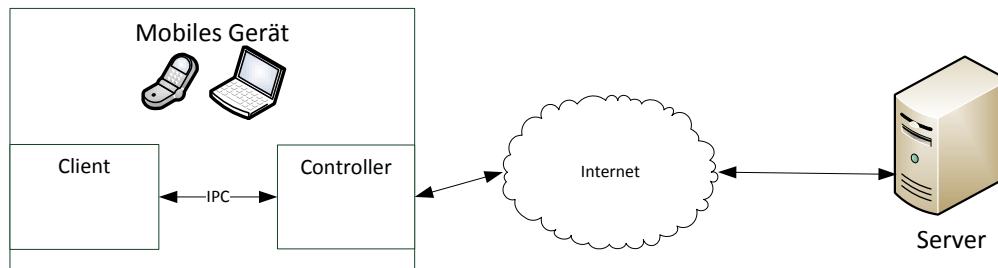 Mobiles Gerät
Client
Controller
IPC
Internet
Server